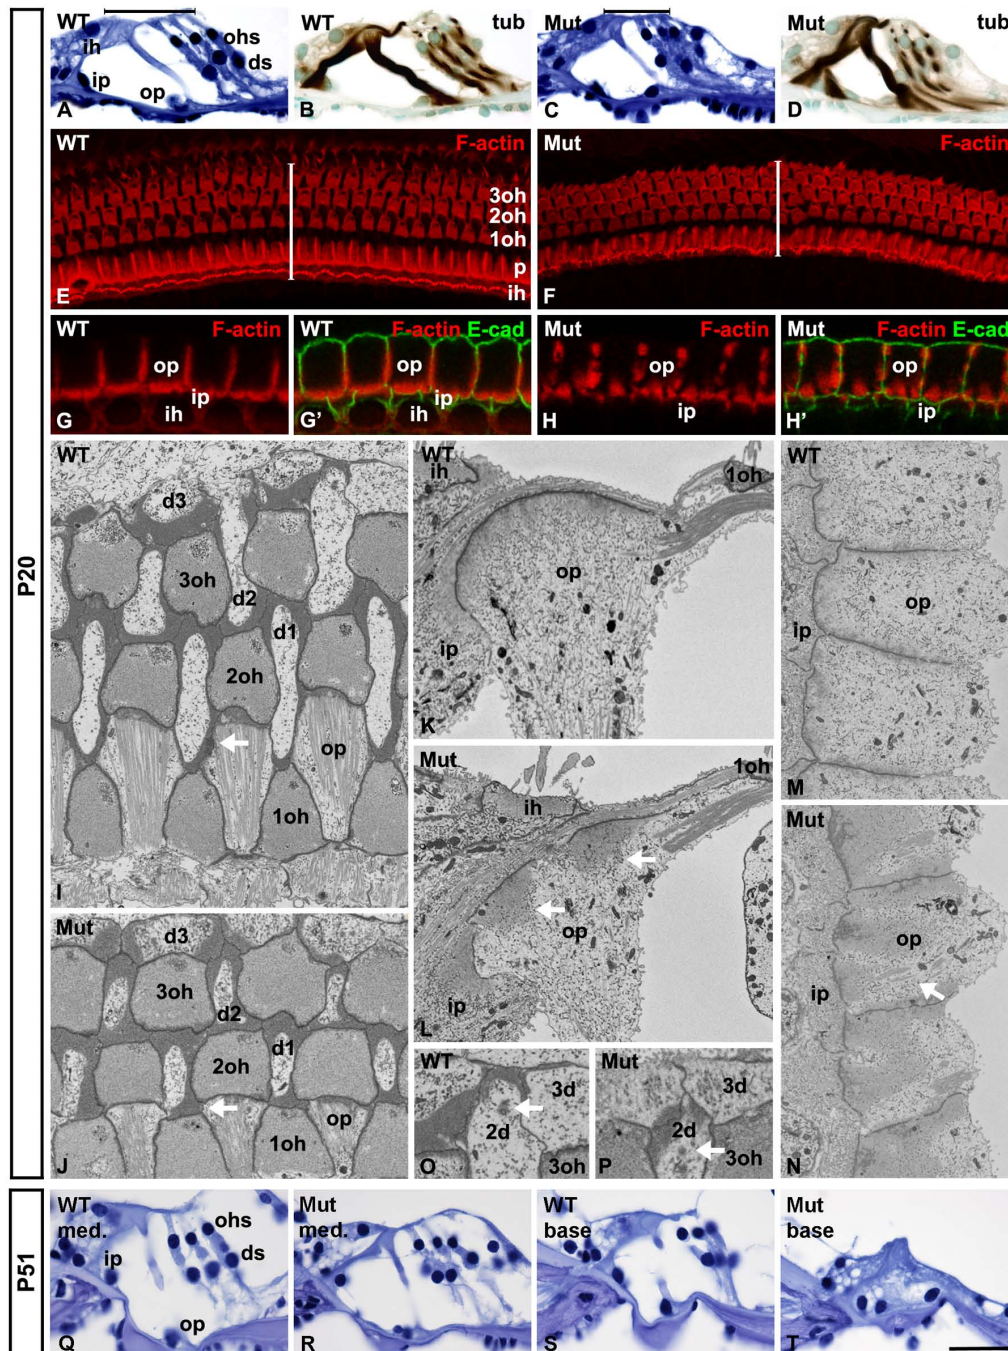 P20
WT
ohs
ih
ds
ip
op
A
WT
tub
B
Mut
C
Mut
tub
D
WT
F-actin
3oh
2oh
1oh
p
ih
E
Mut
F-actin
F
WT
F-actin
op
ip
ih
G
WT
F-actin E-cad
op
ip
ih
G'
Mut
F-actin
op
ip
H
Mut
F-actin E-cad
op
ip
H'
WT
d3
3oh
d2
d1
2oh
op
1oh
I
Mut
d3
3oh
d2
d1
2oh
op
1oh
J
WT
ih
1oh
op
ip
K
Mut
1oh
ih
op
ip
L
WT
op
ip
M
Mut
op
ip
N
WT
3d
2d
3oh
O
Mut
3d
2d
3oh
P
P51
WT
med.
ohs
ds
ip
op
Q
Mut
med.
R
WT
base
S
Mut
base
T